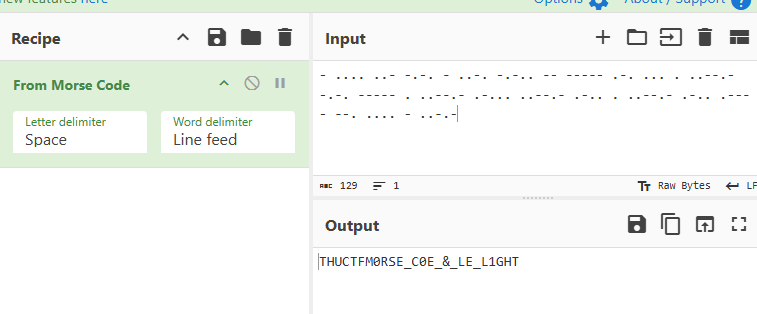 new features here
Options
About / Support
Recipe
Input
From Morse Code
Letter delimiter
Space
Word delimiter
Line feed
- .... ..- -.-. - ..-. -.-.. -- ----- .-. ... . ..--.-
-.-. ----- . ..--.- .-... ..--.- .-.. . ..--.- .-.. .---
- --. .... - ..-.-
ABC 129
1
Raw Bytes
LF
Output
THUCTFM0RSE_C0E_&_LE_L1GHT